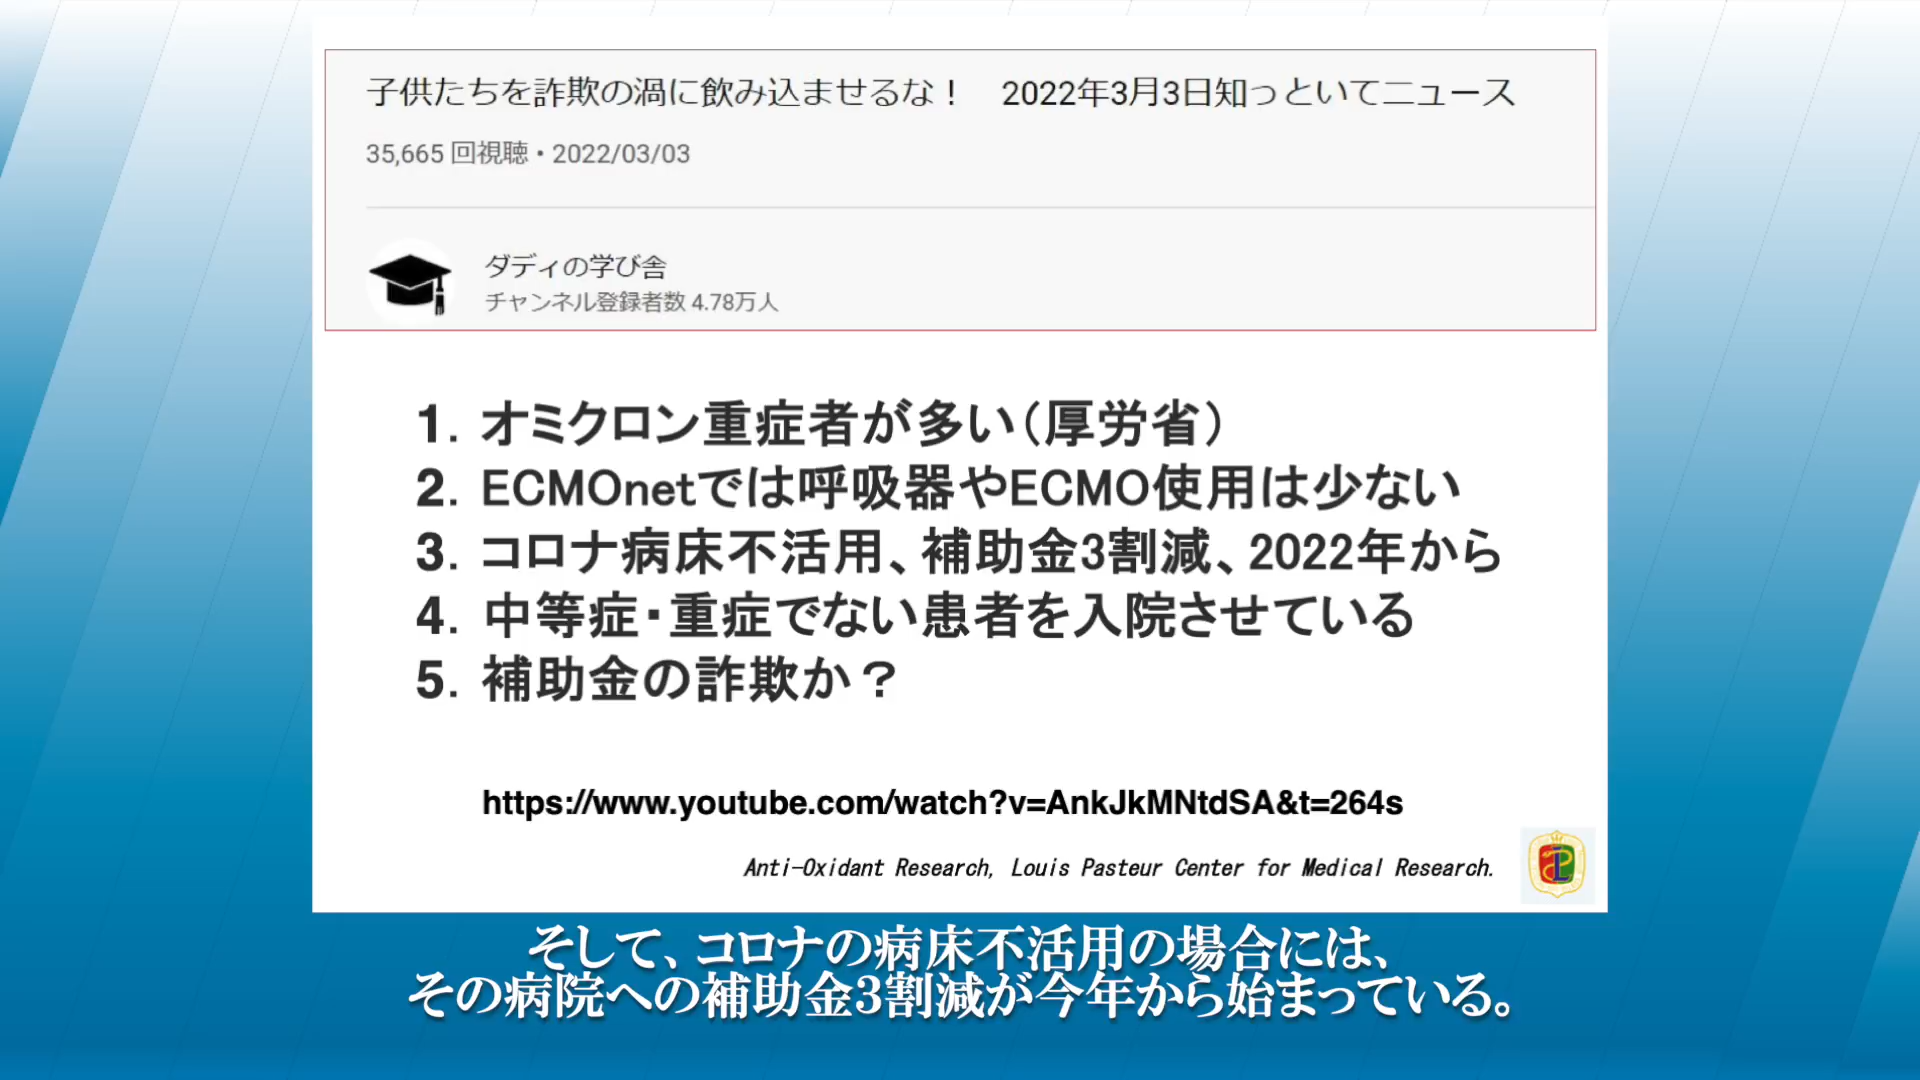 子供たちを詐欺の渦に飲み込ませるな！　2022年3月3日知っといてニュース
35,665 回視聴・2022/03/03
ダディの学び舎
チャンネル登録者数 4.78万人
1. オミクロン重症者が多い（厚労省）
2. ECMOnetでは呼吸器やECMO使用は少ない
3. コロナ病床不活用、補助金3割減、2022年から
4. 中等症・重症でない患者を入院させている
5. 補助金の詐欺か？
https://www.youtube.com/watch?v=AnkJkMNtdSA&t=264s
Anti-Oxidant Research, Louis Pasteur Center for Medical Research.
そして、コロナの病床不活用の場合には、
その病院への補助金3割減が今年から始まっている。